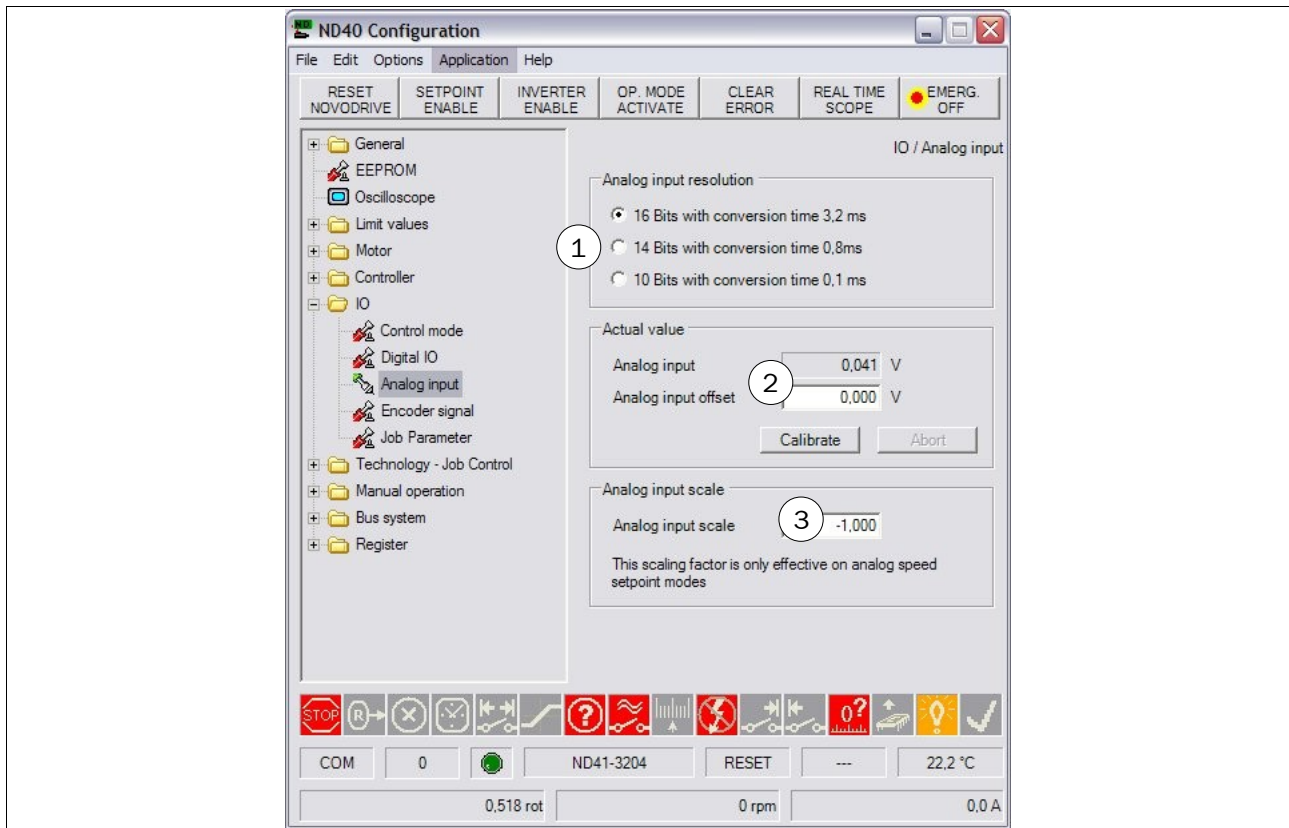 ND40 Configuration
File Edit Options Application Help
RESET NOVODRIVE
SETPOINT ENABLE
INVERTER ENABLE
OP. MODE ACTIVATE
CLEAR ERROR
REAL TIME SCOPE
EMERG. OFF
General
EEPROM
Oscilloscope
Limit values
Motor
Controller
IO
Control mode
Digital IO
Analog input
Encoder signal
Job Parameter
Technology - Job Control
Manual operation
Bus system
Register
IO / Analog input
Analog input resolution
16 Bits with conversion time 3,2 ms
1
14 Bits with conversion time 0,8ms
10 Bits with conversion time 0,1 ms
Actual value
Analog input 0,041 V
2
Analog input offset 0,000 V
Calibrate Abort
Analog input scale
Analog input scale 3 -1,000
This scaling factor is only effective on analog speed
setpoint modes
STOP R ? 0?
COM 0 ND41-3204 RESET --- 22,2 °C
0,518 rot 0 rpm 0,0 A